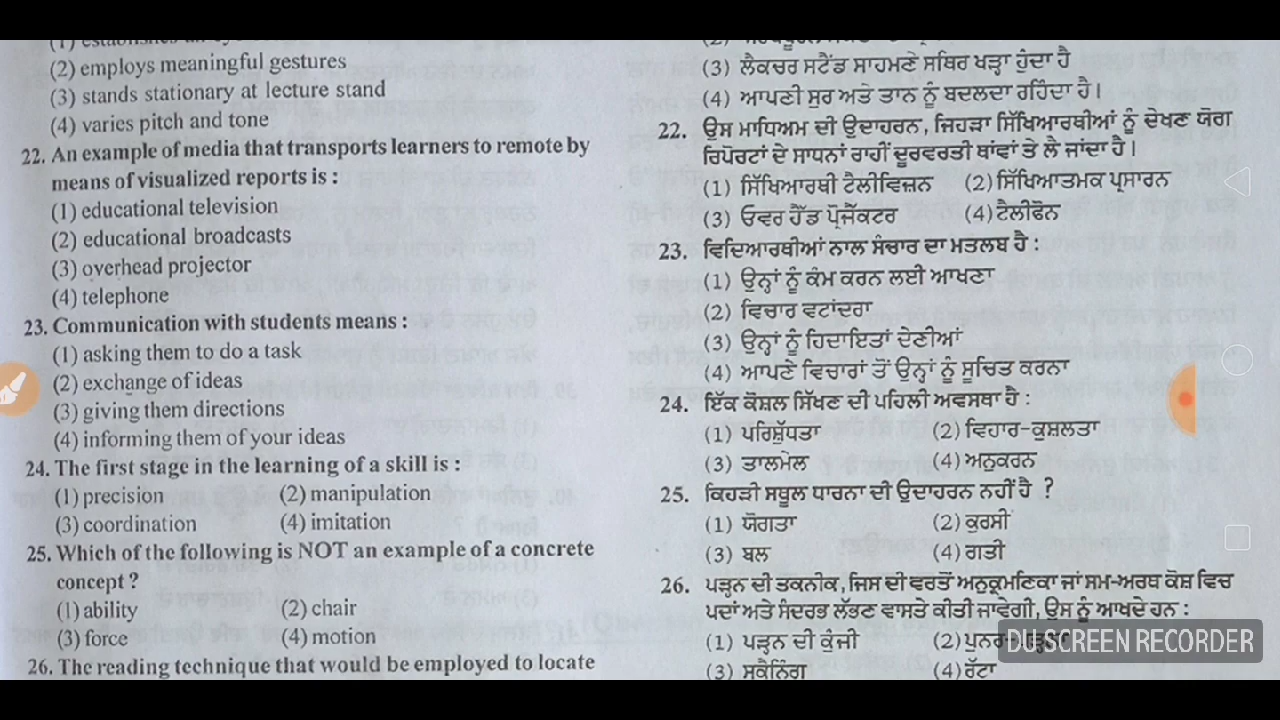 (2) employs meaningful gestures
(3) stands stationary at lecture stand
(4) varies pitch and tone
22. An example of media that transports learners to remote by
means of visualized reports is :
(1) educational television
(2) educational broadcasts
(3) overhead projector
(4) telephone
23. Communication with students means :
(1) asking them to do a task
(2) exchange of ideas
(3) giving them directions
(4) informing them of your ideas
24. The first stage in the learning of a skill is :
(1) precision (2) manipulation
(3) coordination (4) imitation
25. Which of the following is NOT an example of a concrete
concept ?
(1) ability (2) chair
(3) force (4) motion
26. The reading technique that would be employed to locate
(3) ਲੈਕਚਰ ਸਟੈਂਡ ਸਾਹਮਣੇ ਸਥਿਰ ਖੜ੍ਹਾ ਹੁੰਦਾ ਹੈ
(4) ਆਪਣੀ ਸੁਰ ਅਤੇ ਤਾਨ ਨੂੰ ਬਦਲਦਾ ਰਹਿੰਦਾ ਹੈ।
22. ਉਸ ਮਾਧਿਅਮ ਦੀ ਉਦਾਹਰਨ, ਜਿਹੜਾ ਸਿੱਖਿਆਰਥੀਆਂ ਨੂੰ ਦੇਖਣ ਯੋਗ
ਰਿਪੋਰਟਾਂ ਦੇ ਸਾਧਨਾਂ ਰਾਹੀਂ ਦੂਰਵਰਤੀ ਥਾਂਵਾਂ ਤੇ ਲੈ ਜਾਂਦਾ ਹੈ।
(1) ਸਿੱਖਿਆਰਥੀ ਟੈਲੀਵਿਜ਼ਨ (2) ਸਿੱਖਿਆਤਮਕ ਪ੍ਰਸਾਰਨ
(3) ਓਵਰ ਹੈੱਡ ਪ੍ਰੋਜੈੱਕਟਰ (4) ਟੈਲੀਫੋਨ
23. ਵਿਦਿਆਰਥੀਆਂ ਨਾਲ ਸੰਚਾਰ ਦਾ ਮਤਲਬ ਹੈ :
(1) ਉਨ੍ਹਾਂ ਨੂੰ ਕੰਮ ਕਰਨ ਲਈ ਆਖਣਾ
(2) ਵਿਚਾਰ ਵਟਾਂਦਰਾ
(3) ਉਨ੍ਹਾਂ ਨੂੰ ਹਿਦਾਇਤਾਂ ਦੇਣੀਆਂ
(4) ਆਪਣੇ ਵਿਚਾਰਾਂ ਤੋਂ ਉਨ੍ਹਾਂ ਨੂੰ ਸੂਚਿਤ ਕਰਨਾ
24. ਇੱਕ ਕੌਸ਼ਲ ਸਿੱਖਣ ਦੀ ਪਹਿਲੀ ਅਵਸਥਾ ਹੈ :
(1) ਪਰਿਸ਼ੁੱਧਤਾ (2) ਵਿਹਾਰ-ਕੁਸ਼ਲਤਾ
(3) ਤਾਲਮੇਲ (4) ਅਨੁਕਰਨ
25. ਕਿਹੜੀ ਸਥੂਲ ਧਾਰਨਾ ਦੀ ਉਦਾਹਰਨ ਨਹੀਂ ਹੈ ?
(1) ਯੋਗਤਾ (2) ਕੁਰਸੀ
(3) ਬਲ (4) ਗਤੀ
26. ਪੜ੍ਹਨ ਦੀ ਤਕਨੀਕ, ਜਿਸ ਦੀ ਵਰਤੋਂ ਅਨੁਕ੍ਰਮਣਿਕਾ ਜਾਂ ਸਮ-ਅਰਥ ਕੋਸ਼ ਵਿਚ
ਪਦਾਂ ਅਤੇ ਸੰਦਰਭ ਲੱਭਣ ਵਾਸਤੇ ਕੀਤੀ ਜਾਵੇਗੀ, ਉਸ ਨੂੰ ਆਖਦੇ ਹਨ :
(1) ਪੜ੍ਹਨ ਦੀ ਕੁੰਜੀ (2)
(3) ਸਕੈਨਿੰਗ (4) ਰੱਟਾ
SCREEN RECORDER